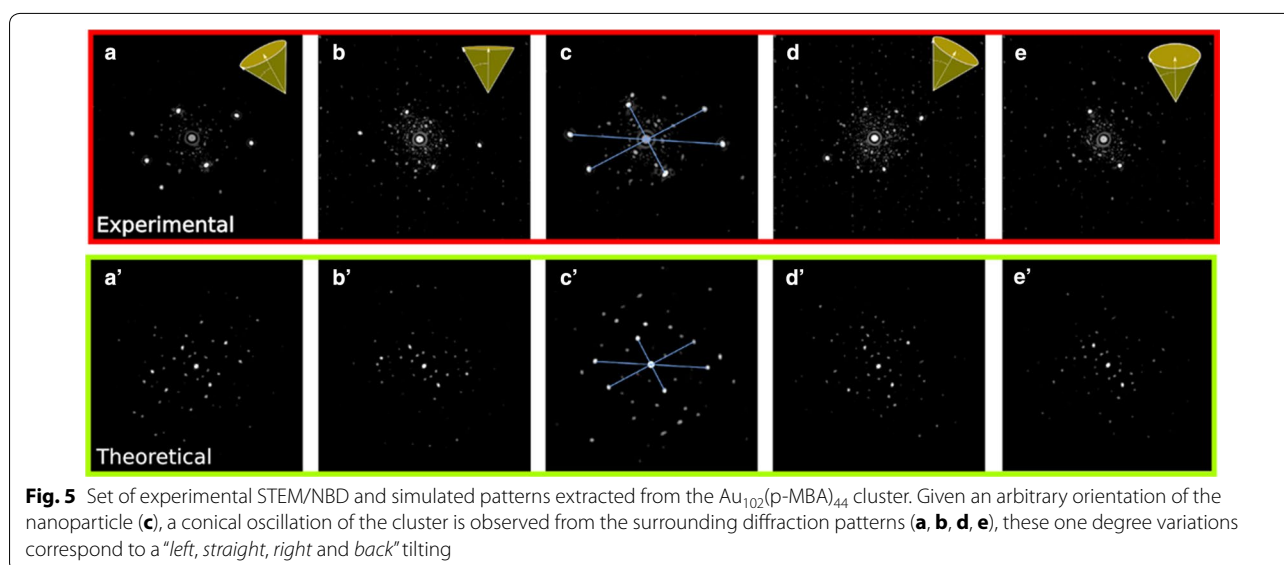 a b c d e
Experimental
a’ b’ c’ d’ e’
Theoretical
Fig. 5 Set of experimental STEM/NBD and simulated patterns extracted from the Au102(p-MBA)44 cluster. Given an arbitrary orientation of the
nanoparticle (c), a conical oscillation of the cluster is observed from the surrounding diffraction patterns (a, b, d, e), these one degree variations
correspond to a “left, straight, right and back” tilting